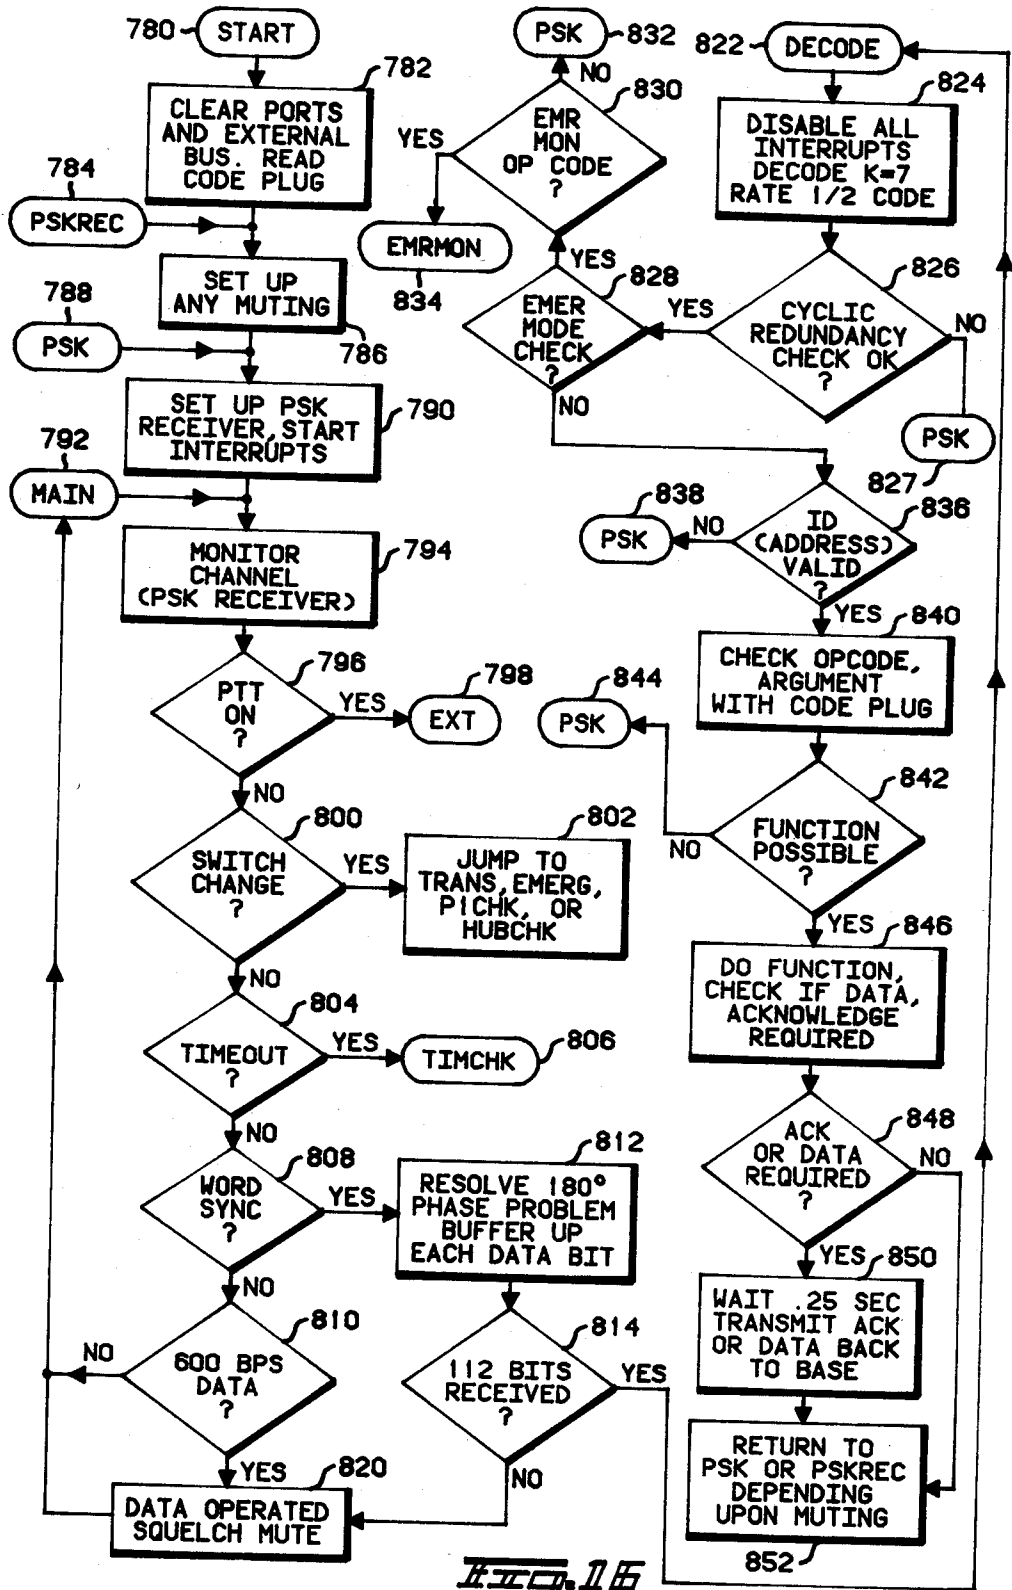 780
START
782
CLEAR PORTS
AND EXTERNAL
BUS. READ
CODE PLUG
784
PSKREC
SET UP
ANY MUTING
786
788
PSK
SET UP PSK
RECEIVER, START
INTERRUPTS
790
792
MAIN
MONITOR
CHANNEL
(PSK RECEIVER)
794
796
PTT
ON
?
YES
798
EXT
NO
800
SWITCH
CHANGE
?
YES
802
JUMP TO
TRANS, EMERG,
P1CHK, OR
HUBCHK
NO
804
TIMEOUT
?
YES
TIMCHK
806
NO
808
WORD
SYNC
?
YES
812
RESOLVE 180°
PHASE PROBLEM
BUFFER UP
EACH DATA BIT
NO
810
600 BPS
DATA
?
NO
YES
814
112 BITS
RECEIVED
?
YES
NO
820
DATA OPERATED
SQUELCH MUTE
822
DECODE
824
DISABLE ALL
INTERRUPTS
DECODE K=7
RATE 1/2 CODE
826
CYCLIC
REDUNDANCY
CHECK OK
?
NO
PSK
827
YES
828
EMER
MODE
CHECK
?
YES
830
EMR
MON
OP CODE
?
NO
PSK
832
YES
EMRMON
834
NO
836
ID
(ADDRESS)
VALID
?
NO
838
PSK
YES
840
CHECK OPCODE,
ARGUMENT
WITH CODE PLUG
842
FUNCTION
POSSIBLE
?
NO
844
PSK
YES
846
DO FUNCTION,
CHECK IF DATA,
ACKNOWLEDGE
REQUIRED
848
ACK
OR DATA
REQUIRED
?
NO
YES
850
WAIT .25 SEC
TRANSMIT ACK
OR DATA BACK
TO BASE
RETURN TO
PSK OR PSKREC
DEPENDING
UPON MUTING
852
FIG. 16